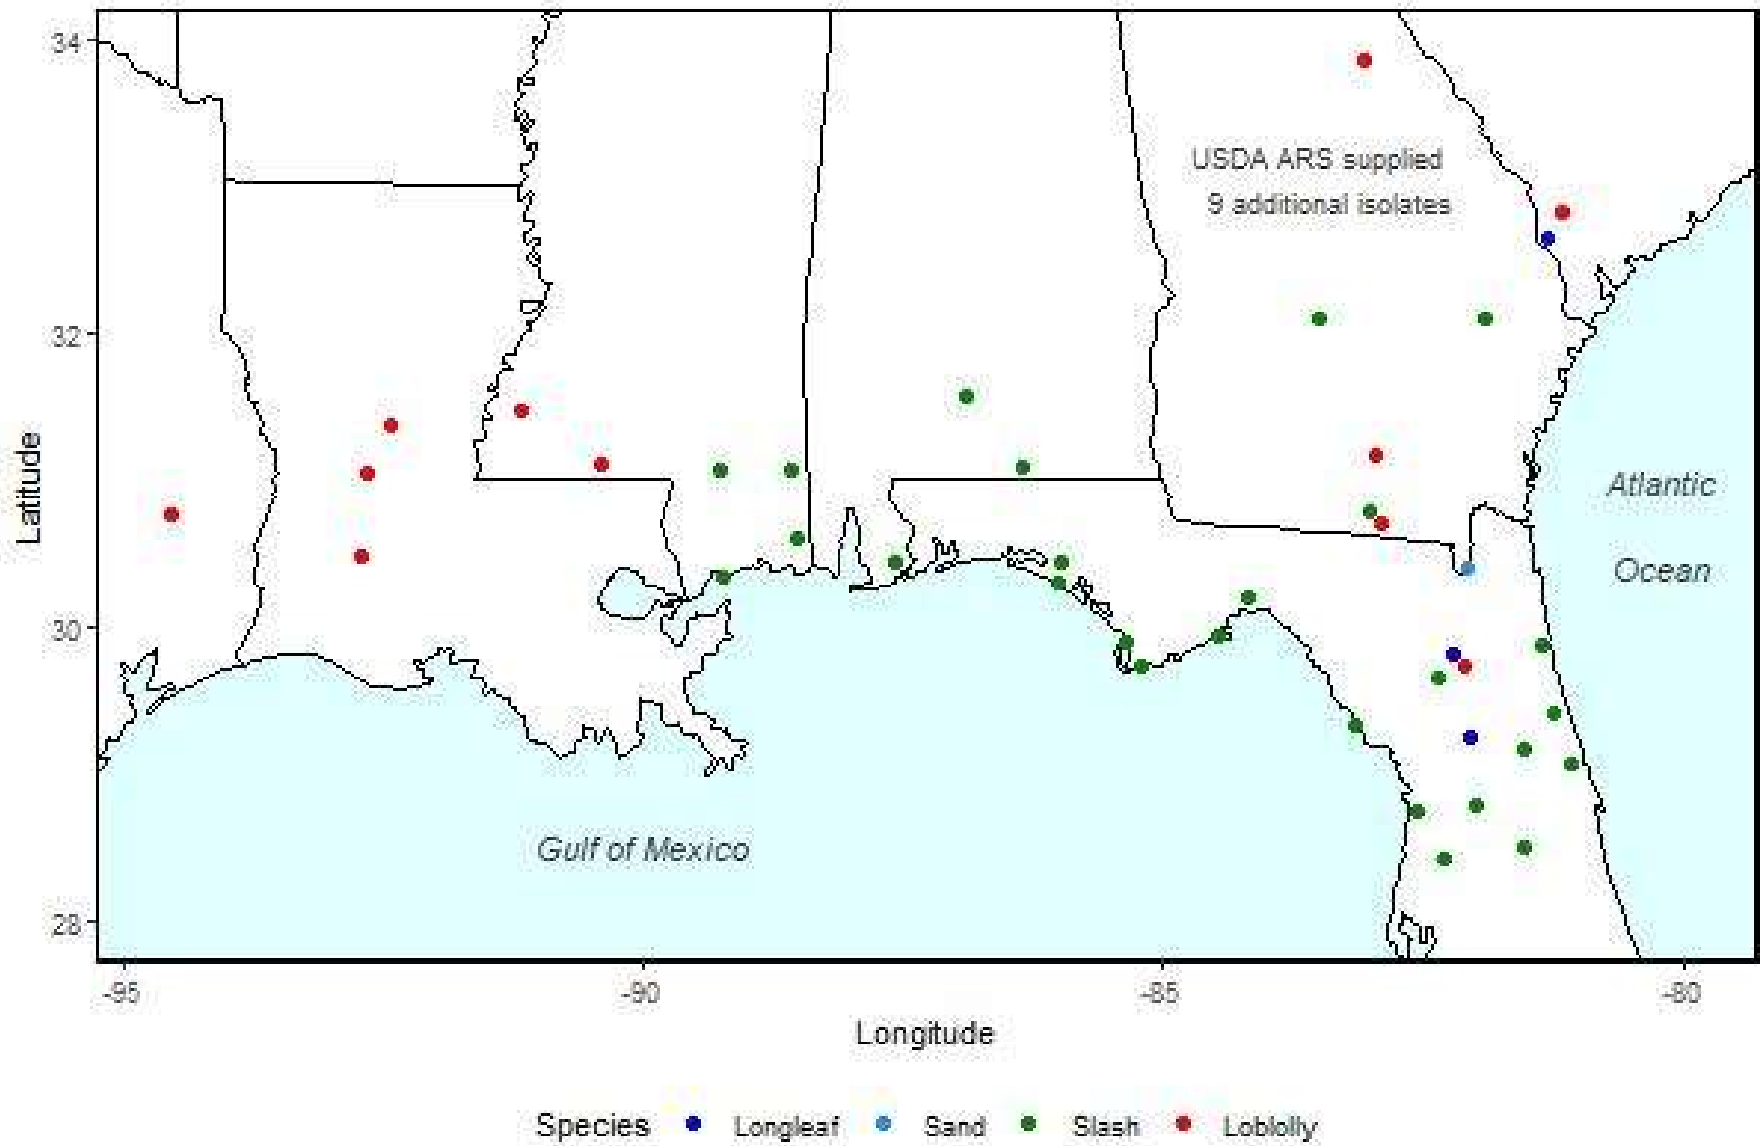 34
USDA ARS supplied
9 additional isolates
32
Latitude
Atlantic
Ocean
30
Gulf of Mexico
28
-95 -90 -85 -80
Longitude
Species Longleaf Sand Slash Loblolly